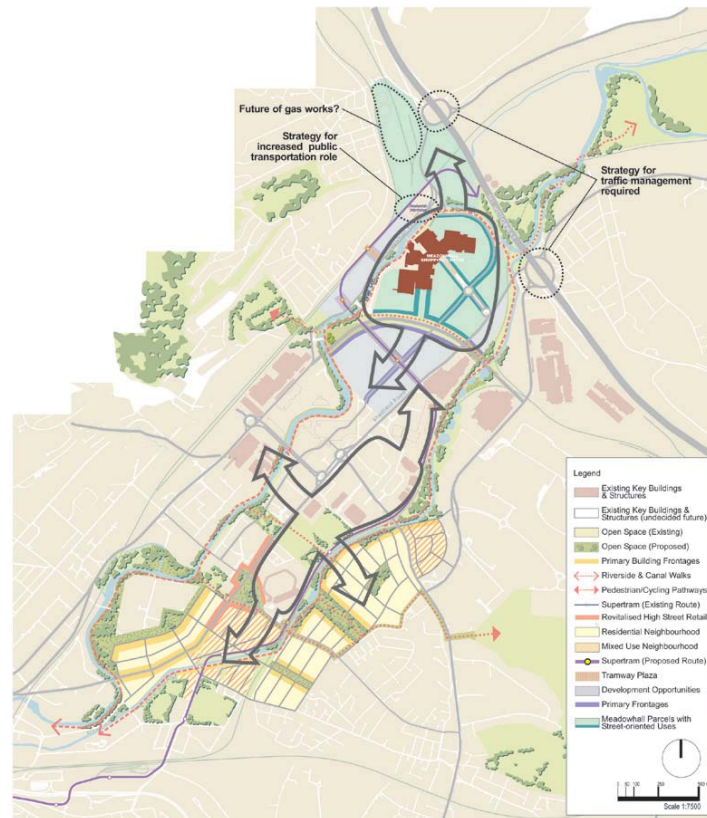 Future of gas works?
Strategy for
increased public
transportation role
Strategy for
traffic management
required
Legend
Existing Key Buildings
& Structures
Existing Key Buildings &
Structures (undecided future)
Open Space (Existing)
Open Space (Proposed)
Primary Building Frontages
Riverside & Canal Walks
Pedestrian/Cycling Pathways
Supertram (Existing Route)
Revitalised High Street Retail
Residential Neighbourhood
Mixed Use Neighbourhood
Supertram (Proposed Route)
Tramway Plaza
Development Opportunities
Primary Frontages
Meadowhall Parcels with
Street-oriented Uses
Scale 1:7500